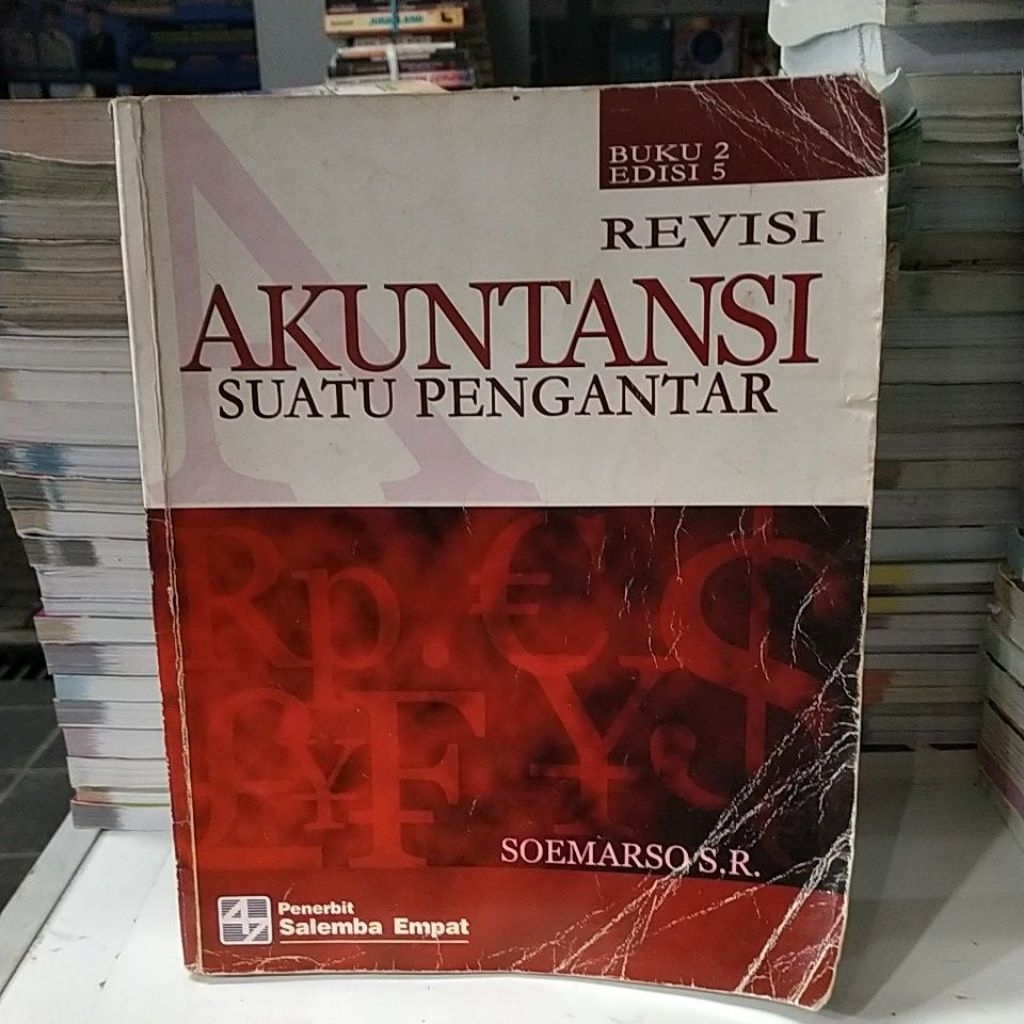 BUKU 2
EDISI 5
REVISI
AKUNTANSI
SUATU PENGANTAR
Rp. € $
£ ¥ F ¥
SOEMARSO S.R.
Penerbit
Salemba Empat